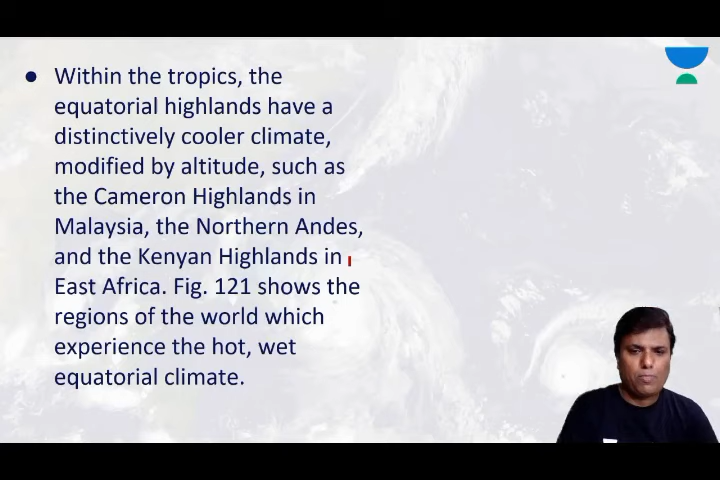 Within the tropics, the
equatorial highlands have a
distinctively cooler climate,
modified by altitude, such as
the Cameron Highlands in
Malaysia, the Northern Andes,
and the Kenyan Highlands in
East Africa. Fig. 121 shows the
regions of the world which
experience the hot, wet
equatorial climate.